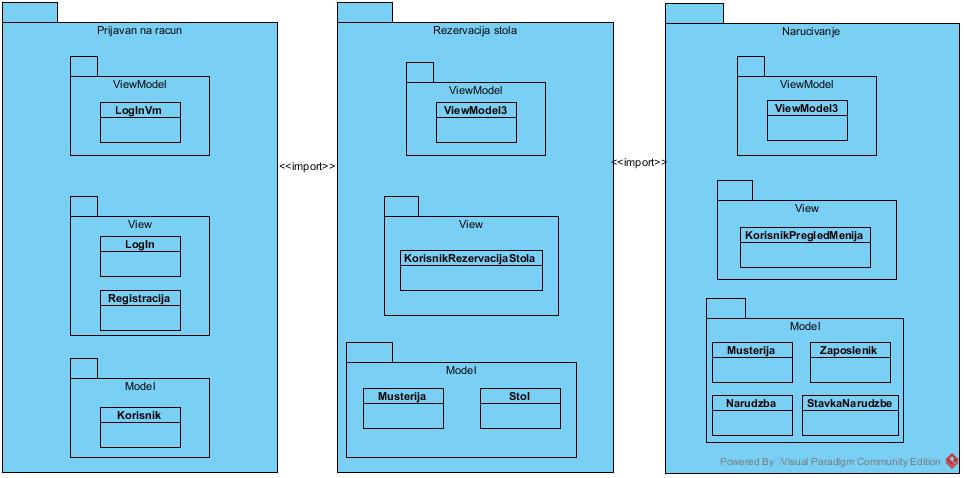 Prijavan na racun
ViewModel
LogInVm
<<import>>
View
LogIn
Registracija
Model
Korisnik
Rezervacija stola
ViewModel
ViewModel3
<<import>>
View
KorisnikRezervacijaStola
Model
Musterija
Stol
Narucivanje
ViewModel
ViewModel3
View
KorisnikPregledMenija
Model
Musterija
Zaposlenik
Narudzba
StavkaNarudzbe
Powered By Visual Paradigm Community Edition